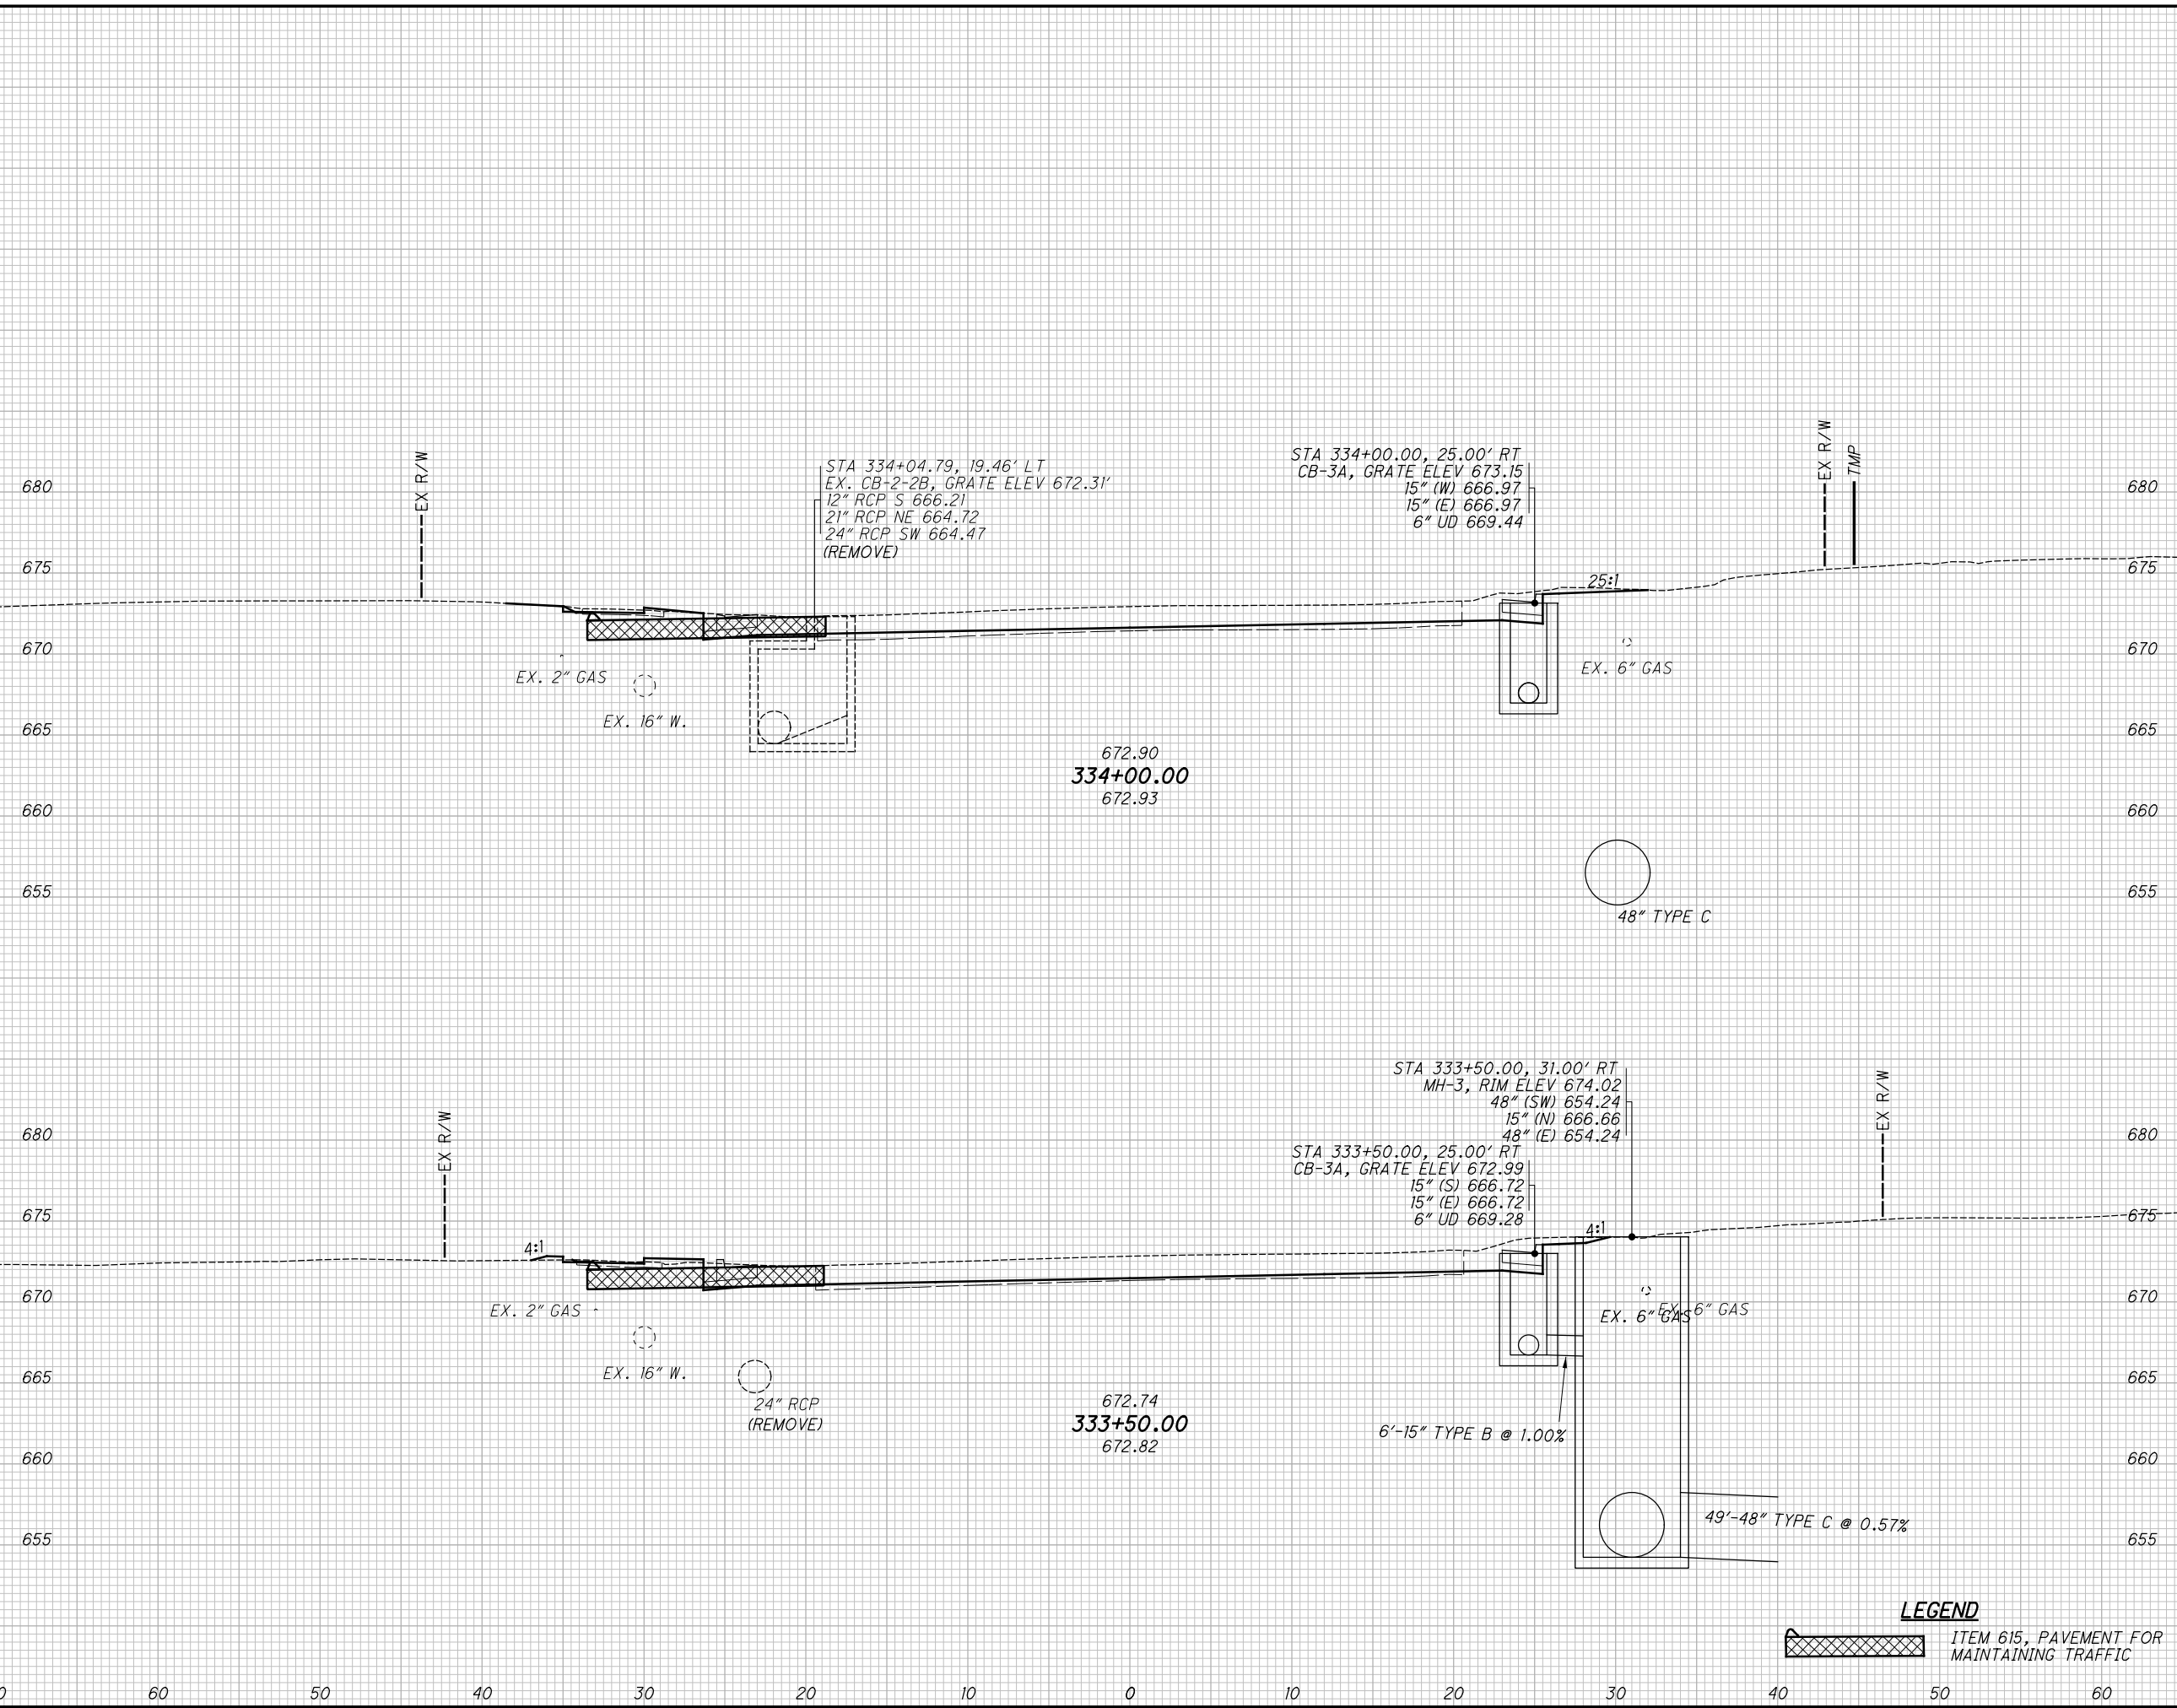 EX R/W
EX R/W
TMP
STA 334+04.79, 19.46' LT
EX. CB-2-2B, GRATE ELEV 672.31'
12" RCP S 666.21
21" RCP NE 664.72
24" RCP SW 664.47
(REMOVE)
STA 334+00.00, 25.00' RT
CB-3A, GRATE ELEV 673.15
15" (W) 666.97
15" (E) 666.97
6" UD 669.44
680
680
675
675
25:1
670
670
EX. 2" GAS
EX. 6" GAS
EX. 16" W.
665
665
672.90
334+00.00
672.93
660
660
655
655
48" TYPE C
EX R/W
EX R/W
STA 333+50.00, 31.00' RT
MH-3, RIM ELEV 674.02
48" (SW) 654.24
15" (N) 666.66
48" (E) 654.24
STA 333+50.00, 25.00' RT
CB-3A, GRATE ELEV 672.99
15" (S) 666.72
15" (E) 666.72
6" UD 669.28
680
680
675
675
4:1
4:1
670
670
EX. 2" GAS
EX. 6" GAS
EX. 6" GAS
EX. 16" W.
665
665
24" RCP
(REMOVE)
672.74
333+50.00
672.82
6'-15" TYPE B @ 1.00%
660
660
49'-48" TYPE C @ 0.57%
655
655
LEGEND
ITEM 615, PAVEMENT FOR
MAINTAINING TRAFFIC
60 50 40 30 20 10 0 10 20 30 40 50 60